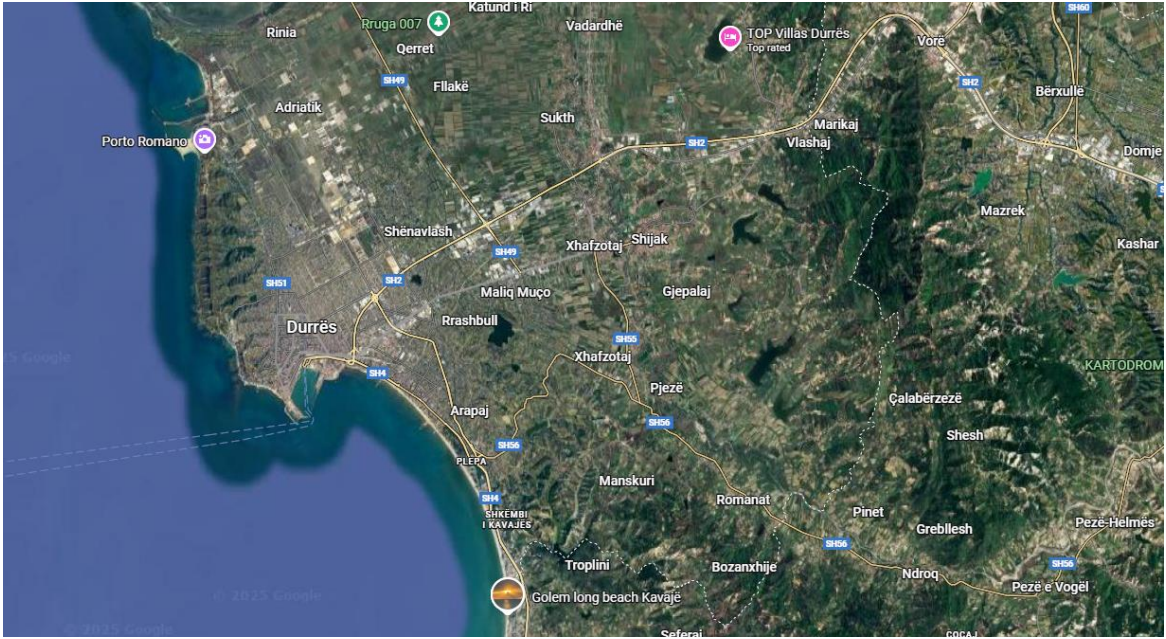 Katund i Ri
SH60
Rruga 007
Rinia
Vadardhë
TOP Villas Durrës
Top rated
Qerret
Vorë
SH49
SH2
Fllakë
Bërxullë
Adriatik
Sukth
Marikaj
Porto Romano
SH2
Vlashaj
Domje
Mazrek
Shënavlash
Xhafzotaj
Shijak
Kashar
SH49
SH2
SH51
Maliq Muço
Gjepalaj
Rrashbull
Durrës
SH55
Xhafzotaj
KARTODROM
SH4
Pjezë
Çalabërzezë
Arapaj
SH56
Shesh
SH56
PLEPA
Manskuri
SH4
Romanat
Pinet
SHKËMBI
I KAVAJËS
Pezë-Helmës
Grebllesh
SH56
Troplini
Bozanxhije
SH56
Ndroq
Pezë e Vogël
Golem long beach Kavajë
© 2025 Google
© 2025 Google
Seferaj
COCAJ